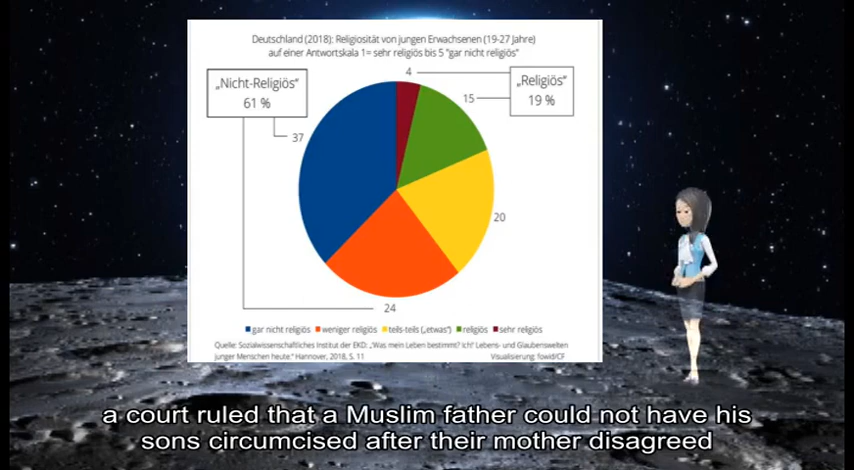 Deutschland (2018): Religiosität von jungen Erwachsenen (19-27 Jahre)
auf einer Antwortskala 1= sehr religiös bis 5 "gar nicht religiös"
„Nicht-Religiös"
61 %
4
„Religiös"
19 %
15
37
20
24
gar nicht religiös weniger religiös teils-teils („etwas") religiös sehr religiös
Quelle: Sozialwissenschaftliches Institut der EKD: „Was mein Leben bestimmt? Ich! Lebens- und Glaubenswelten
junger Menschen heute." Hannover, 2018, S. 11 Visualisierung: fowid/CF
a court ruled that a Muslim father could not have his
sons circumcised after their mother disagreed